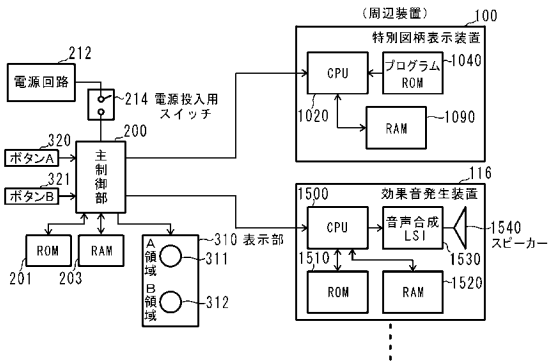 (周辺装置)
100
特別図柄表示装置
CPU
1020
プログラム
ROM
1040
RAM
1090
212
電源回路
214
電源投入用
スイッチ
200
主制御部
320
ボタンA
321
ボタンB
ROM
201
RAM
203
310
表示部
A領域
311
B領域
312
116
効果音発生装置
1500
CPU
音声合成
LSI
1530
1540
スピーカー
1510
ROM
RAM
1520